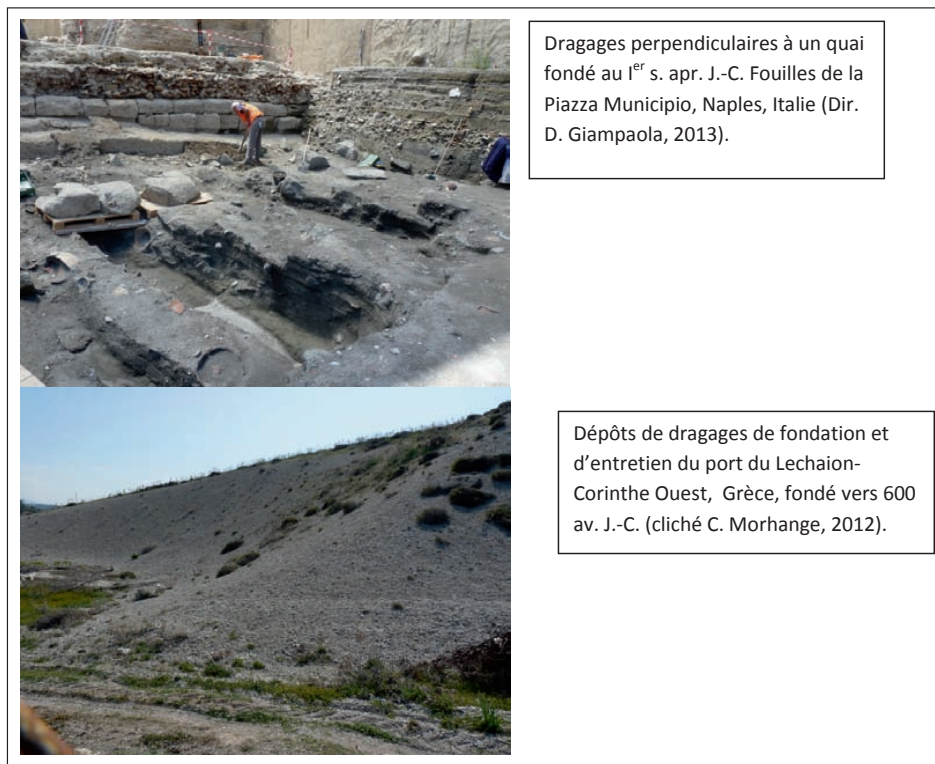 Dragages perpendiculaires à un quai
fondé au Iᵉʳ s. apr. J.-C. Fouilles de la
Piazza Municipio, Naples, Italie (Dir.
D. Giampaola, 2013).
Dépôts de dragages de fondation et
d’entretien du port du Lechaion-
Corinthe Ouest, Grèce, fondé vers 600
av. J.-C. (cliché C. Morhange, 2012).